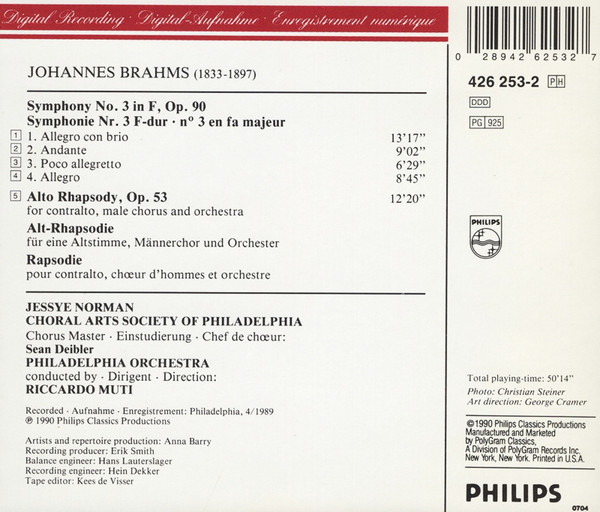 Digital Recording · Digital-Aufnahme · Enregistrement numérique
JOHANNES BRAHMS (1833-1897)
Symphony No. 3 in F, Op. 90
Symphonie Nr. 3 F-dur · nº 3 en fa majeur
1 1. Allegro con brio 13'17"
2 2. Andante 9'02"
3 3. Poco allegretto 6'29"
4 4. Allegro 8'45"
5 Alto Rhapsody, Op. 53 12'20"
for contralto, male chorus and orchestra
Alt-Rhapsodie
für eine Altstimme, Männerchor und Orchester
Rapsodie
pour contralto, chœur d'hommes et orchestre
JESSYE NORMAN
CHORAL ARTS SOCIETY OF PHILADELPHIA
Chorus Master · Einstudierung · Chef de chœur:
Sean Deibler
PHILADELPHIA ORCHESTRA
conducted by · Dirigent · Direction:
RICCARDO MUTI
Recorded · Aufnahme · Enregistrement: Philadelphia, 4/1989
℗ 1990 Philips Classics Productions
Artists and repertoire production: Anna Barry
Recording producer: Erik Smith
Balance engineer: Hans Lauterslager
Recording engineer: Hein Dekker
Tape editor: Kees de Visser
0 28942 62532 7
426 253-2 PH
DDD
PG 925
PHILIPS
Total playing-time: 50'14"
Photo: Christian Steiner
Art direction: George Cramer
©1990 Philips Classics Productions
Manufactured and Marketed
by PolyGram Classics,
A Division of PolyGram Records Inc.
New York, New York. Printed in U.S.A.
PHILIPS
0704